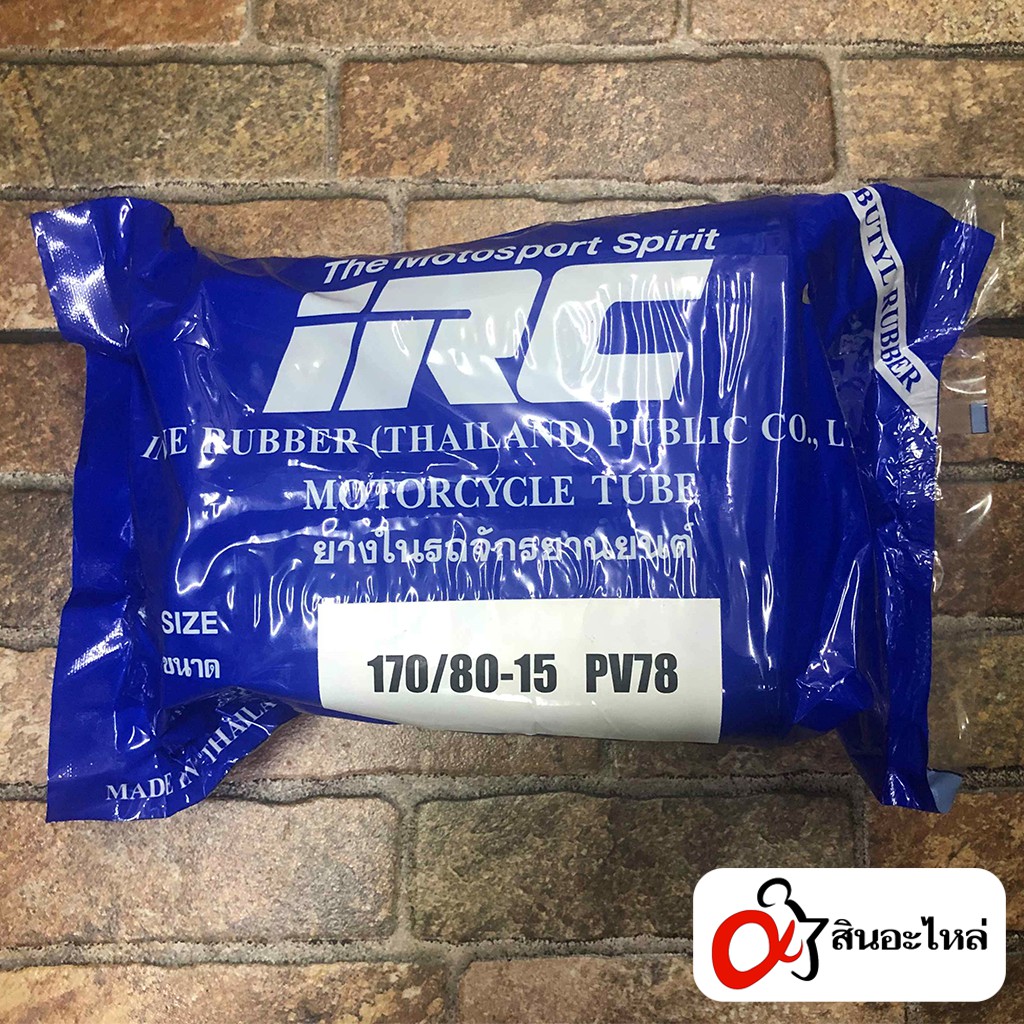 The Motosport Spirit
iRC
BUTYL RUBBER
RUBBER (THAILAND) PUBLIC CO.,
MOTORCYCLE TUBE
ยางในรถจักรยานยนต์
SIZE
ขนาด
170/80-15 PV78
MADE IN THAILA
สินอะไหล่